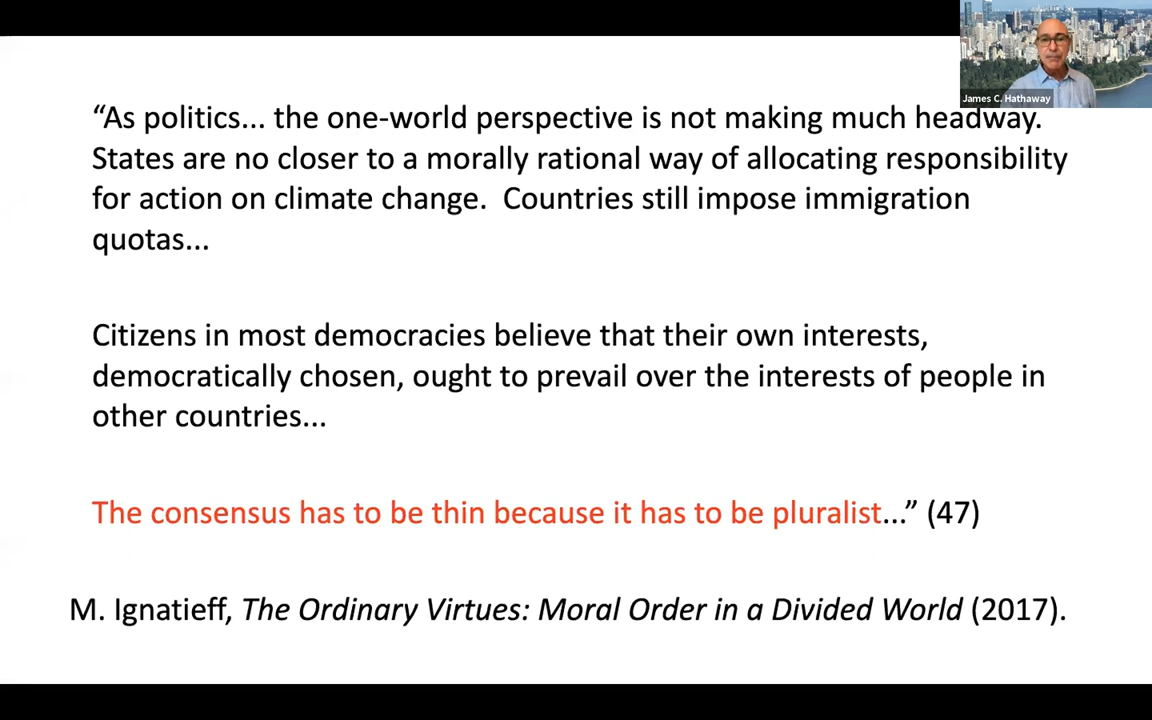 James C. Hathaway
“As politics... the one-world perspective is not making much headway.
States are no closer to a morally rational way of allocating responsibility
for action on climate change.  Countries still impose immigration
quotas...
Citizens in most democracies believe that their own interests,
democratically chosen, ought to prevail over the interests of people in
other countries...
The consensus has to be thin because it has to be pluralist...” (47)
M. Ignatieff, The Ordinary Virtues: Moral Order in a Divided World (2017).